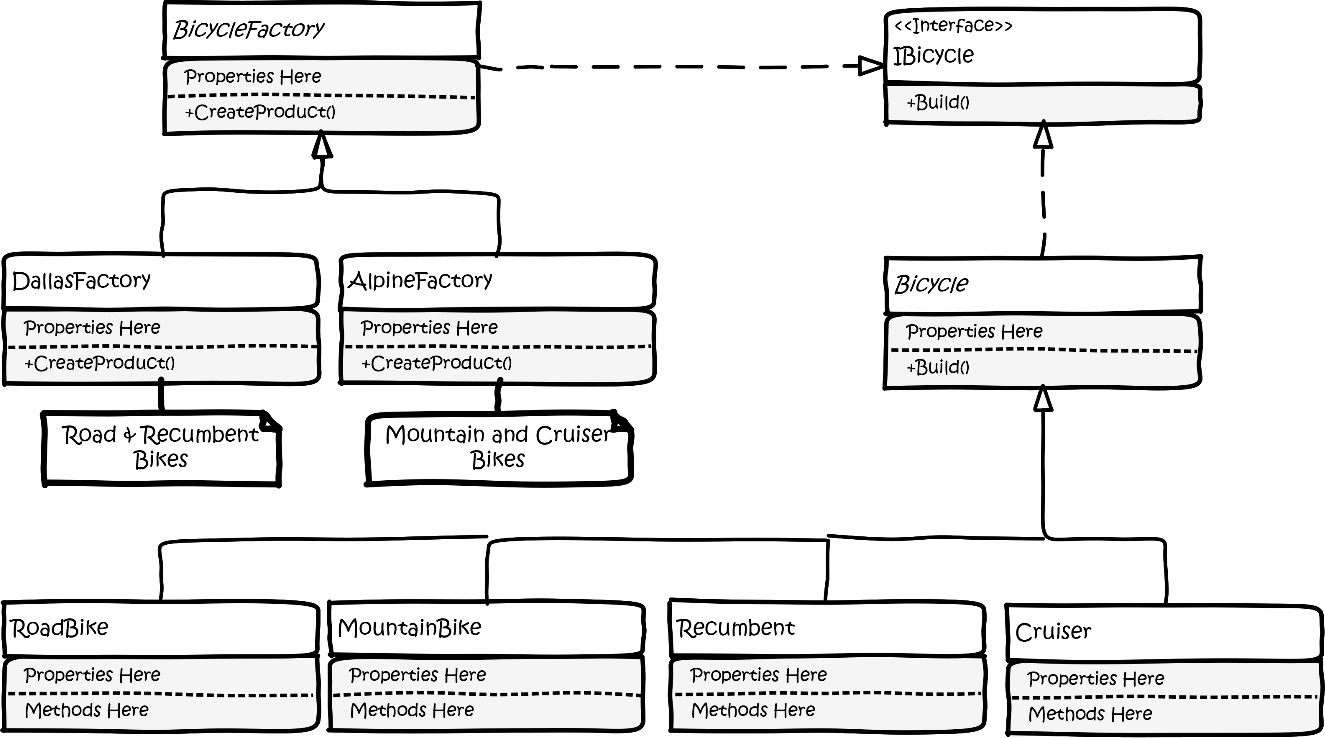 BicycleFactory
Properties Here
+CreateProduct()
<<Interface>>
IBicycle
+Build()
DallasFactory
Properties Here
+CreateProduct()
Road & Recumbent
Bikes
AlpineFactory
Properties Here
+CreateProduct()
Mountain and Cruiser
Bikes
Bicycle
Properties Here
+Build()
RoadBike
Properties Here
Methods Here
MountainBike
Properties Here
Methods Here
Recumbent
Properties Here
Methods Here
Cruiser
Properties Here
Methods Here